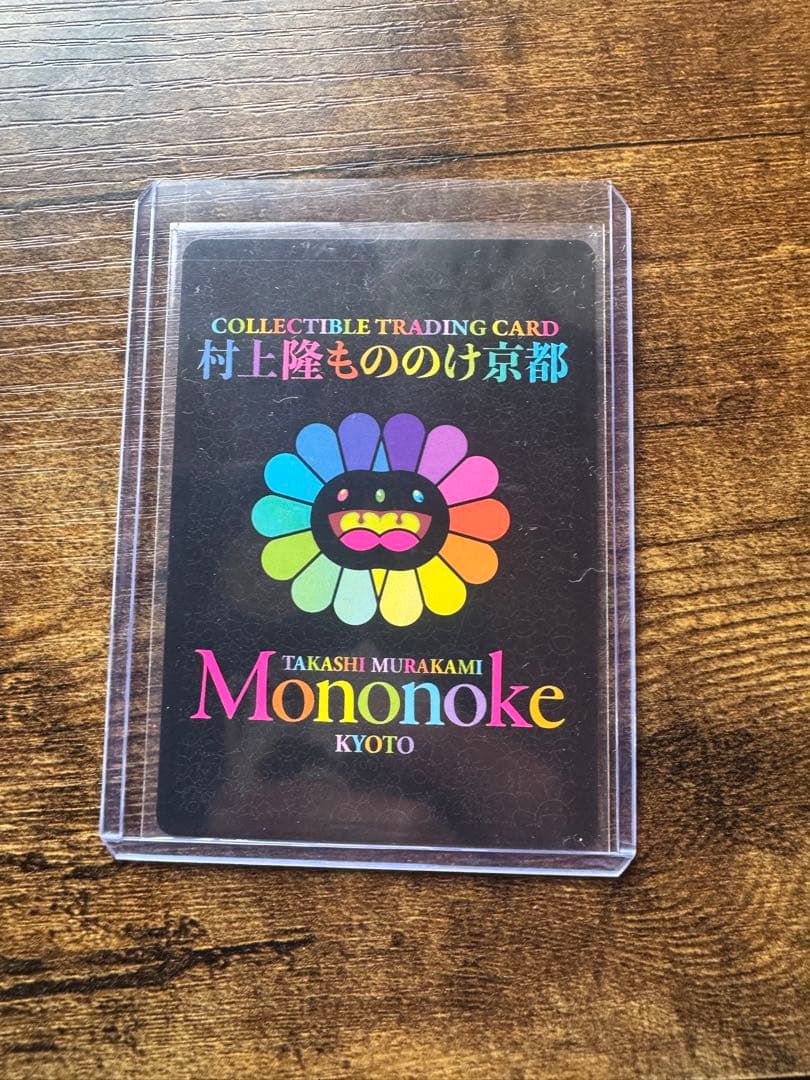 COLLECTIBLE TRADING CARD
村上隆もののけ京都
TAKASHI MURAKAMI
Mononoke
KYOTO